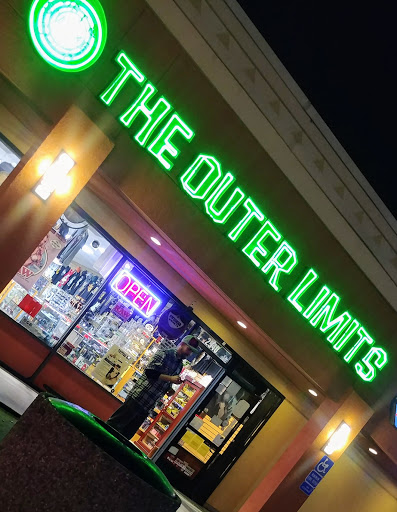 THE OUTER LIMITS
OPEN